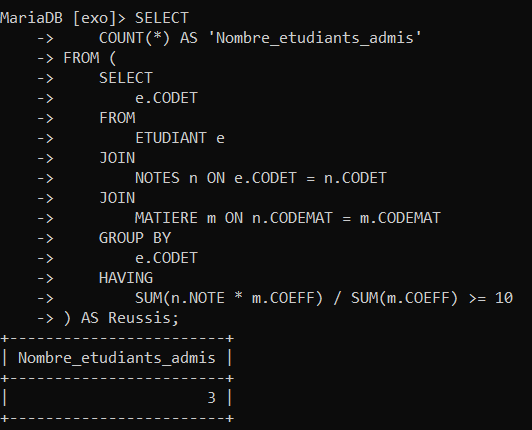 MariaDB [exo]> SELECT
    ->     COUNT(*) AS 'Nombre_etudiants_admis'
    -> FROM (
    ->     SELECT
    ->         e.CODET
    ->     FROM
    ->         ETUDIANT e
    ->     JOIN
    ->         NOTES n ON e.CODET = n.CODET
    ->     JOIN
    ->         MATIERE m ON n.CODEMAT = m.CODEMAT
    ->     GROUP BY
    ->         e.CODET
    ->     HAVING
    ->         SUM(n.NOTE * m.COEFF) / SUM(m.COEFF) >= 10
    -> ) AS Reussis;
+------------------------+
| Nombre_etudiants_admis |
+------------------------+
|                      3 |
+------------------------+